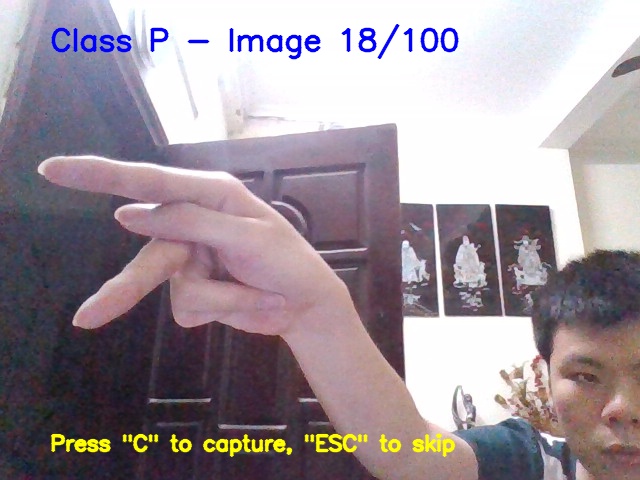 Class P - Image 18/100
Press "C" to capture, "ESC" to skip